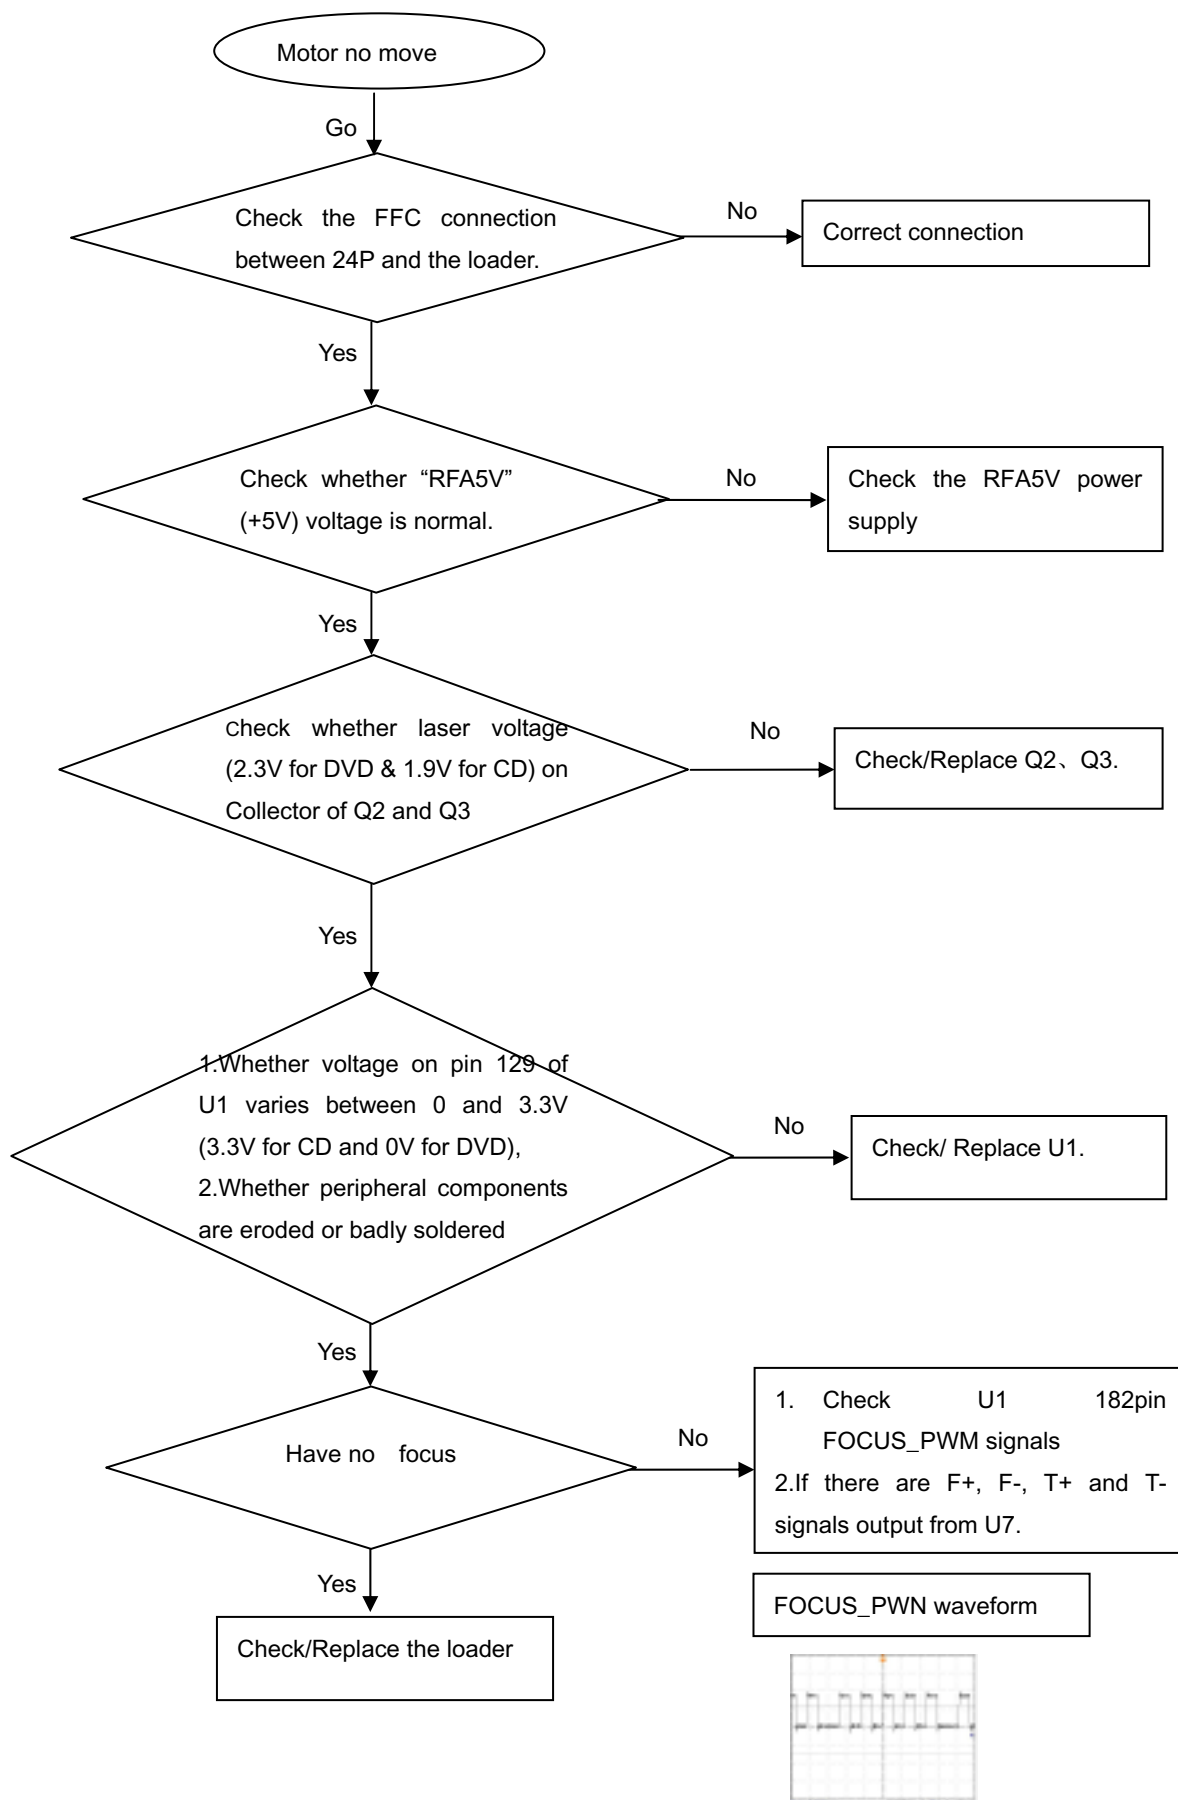 Motor no move
Go
Check the FFC connection
between 24P and the loader.
No
Correct connection
Yes
Check whether “RFA5V”
(+5V) voltage is normal.
No
Check the RFA5V power
supply
Yes
Check whether laser voltage
(2.3V for DVD & 1.9V for CD) on
Collector of Q2 and Q3
No
Check/Replace Q2、Q3.
Yes
1.Whether voltage on pin 129 of
U1 varies between 0 and 3.3V
(3.3V for CD and 0V for DVD),
2.Whether peripheral components
are eroded or badly soldered
No
Check/ Replace U1.
Yes
Have no focus
No
1. Check U1 182pin
FOCUS_PWM signals
2.If there are F+, F-, T+ and T-
signals output from U7.
Yes
Check/Replace the loader
FOCUS_PWN waveform